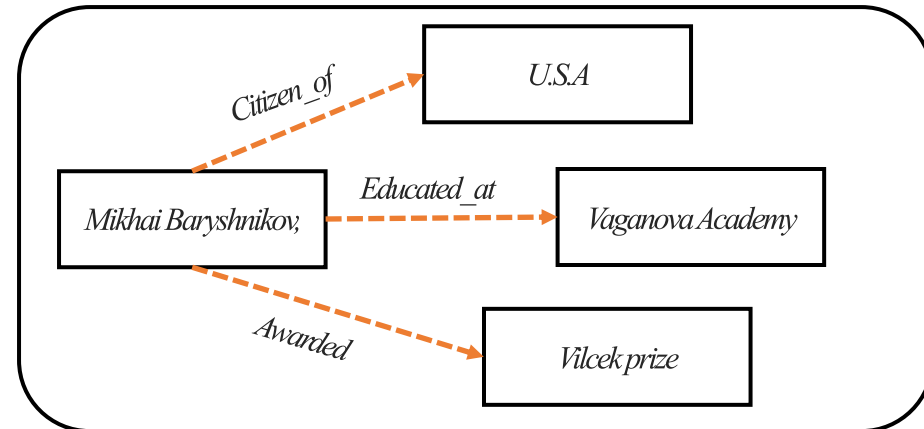 U.S.A
Citizen_of
Educated_at
Mikhai Baryshnikov,
Vaganova Academy
Awarded
Vilcek prize